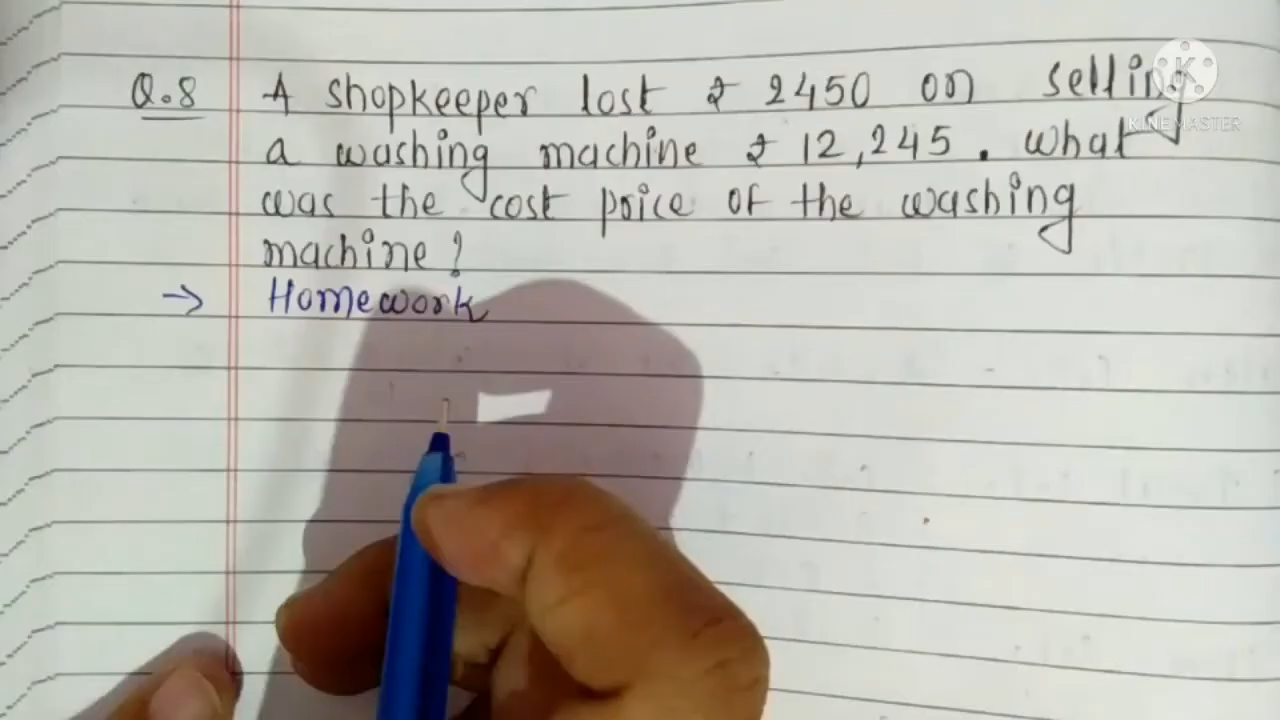 Q.8 A shopkeeper lost ₹ 2450 on selling
a washing machine ₹ 12,245. what
was the cost price of the washing
machine?
→ Homework
K
KINEMASTER